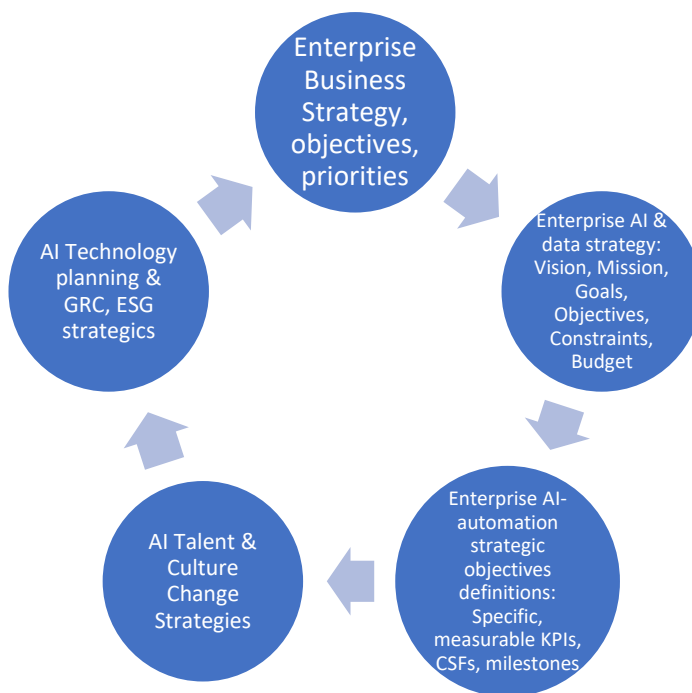 Enterprise
Business
Strategy,
objectives,
priorities
Enterprise AI &
data strategy:
Vision, Mission,
Goals,
Objectives,
Constraints,
Budget
Enterprise AI-
automation
strategic
objectives
definitions:
Specific,
measurable KPIs,
CSFs, milestones
AI Talent &
Culture
Change
Strategies
AI Technology
planning &
GRC, ESG
strategics